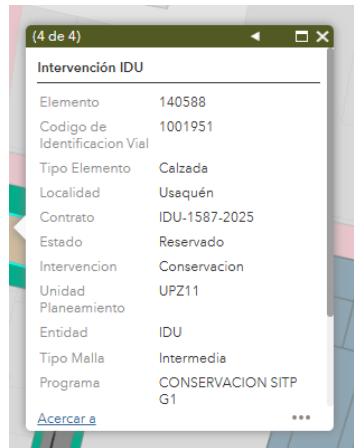 (4 de 4)
Intervención IDU
Elemento 140588
Codigo de Identificacion Vial 1001951
Tipo Elemento Calzada
Localidad Usaquén
Contrato IDU-1587-2025
Estado Reservado
Intervencion Conservacion
Unidad Planeamiento UPZ11
Entidad IDU
Tipo Malla Intermedia
Programa CONSERVACION SITP G1
Acercar a